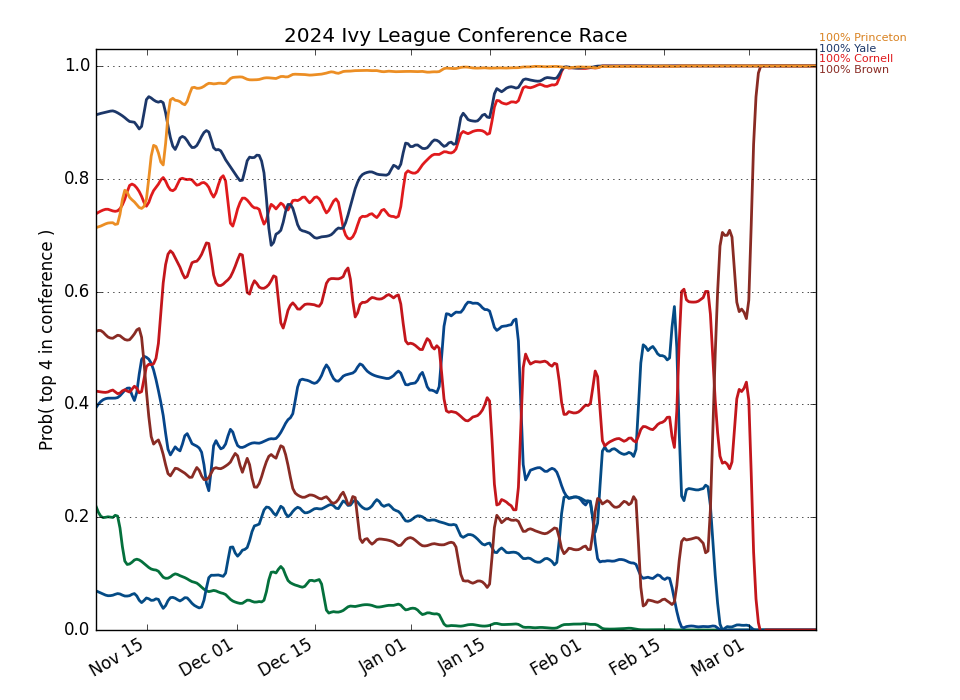 2024 Ivy League Conference Race
100% Princeton
100% Yale
100% Cornell
100% Brown
Prob( top 4 in conference )
1.0
0.8
0.6
0.4
0.2
0.0
Nov 15
Dec 01
Dec 15
Jan 01
Jan 15
Feb 01
Feb 15
Mar 01